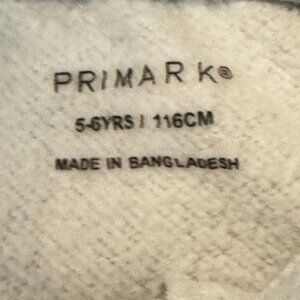 PRIMARK®
5-6YRS / 116CM
MADE IN BANGLADESH